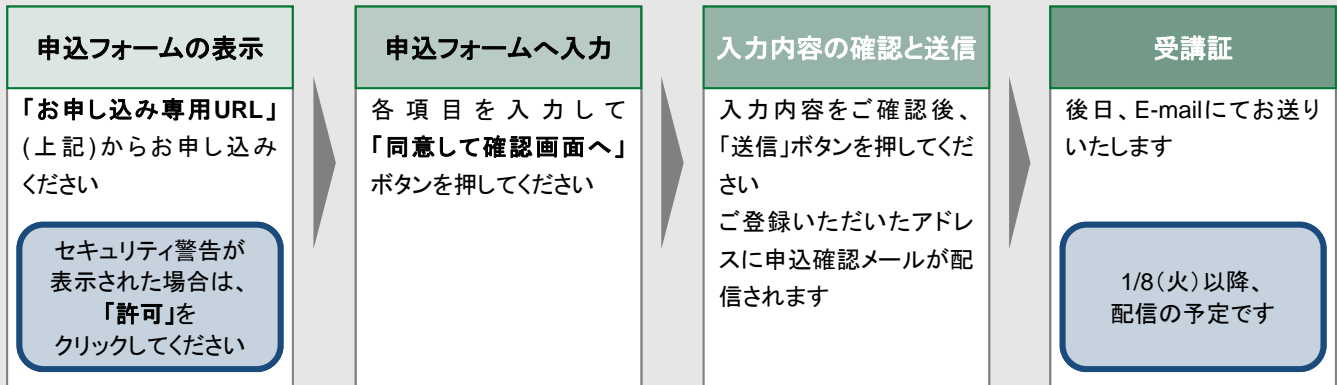 申込フォームの表示
「お申し込み専用URL」
(上記)からお申し込み
ください
セキュリティ警告が
表示された場合は、
「許可」を
クリックしてください
申込フォームへ入力
各項目を入力して
「同意して確認画面へ」
ボタンを押してください
入力内容の確認と送信
入力内容をご確認後、
「送信」ボタンを押してくだ
さい
ご登録いただいたアドレ
スに申込確認メールが配
信されます
受講証
後日、E-mailにてお送り
いたします
1/8(火)以降、
配信の予定です